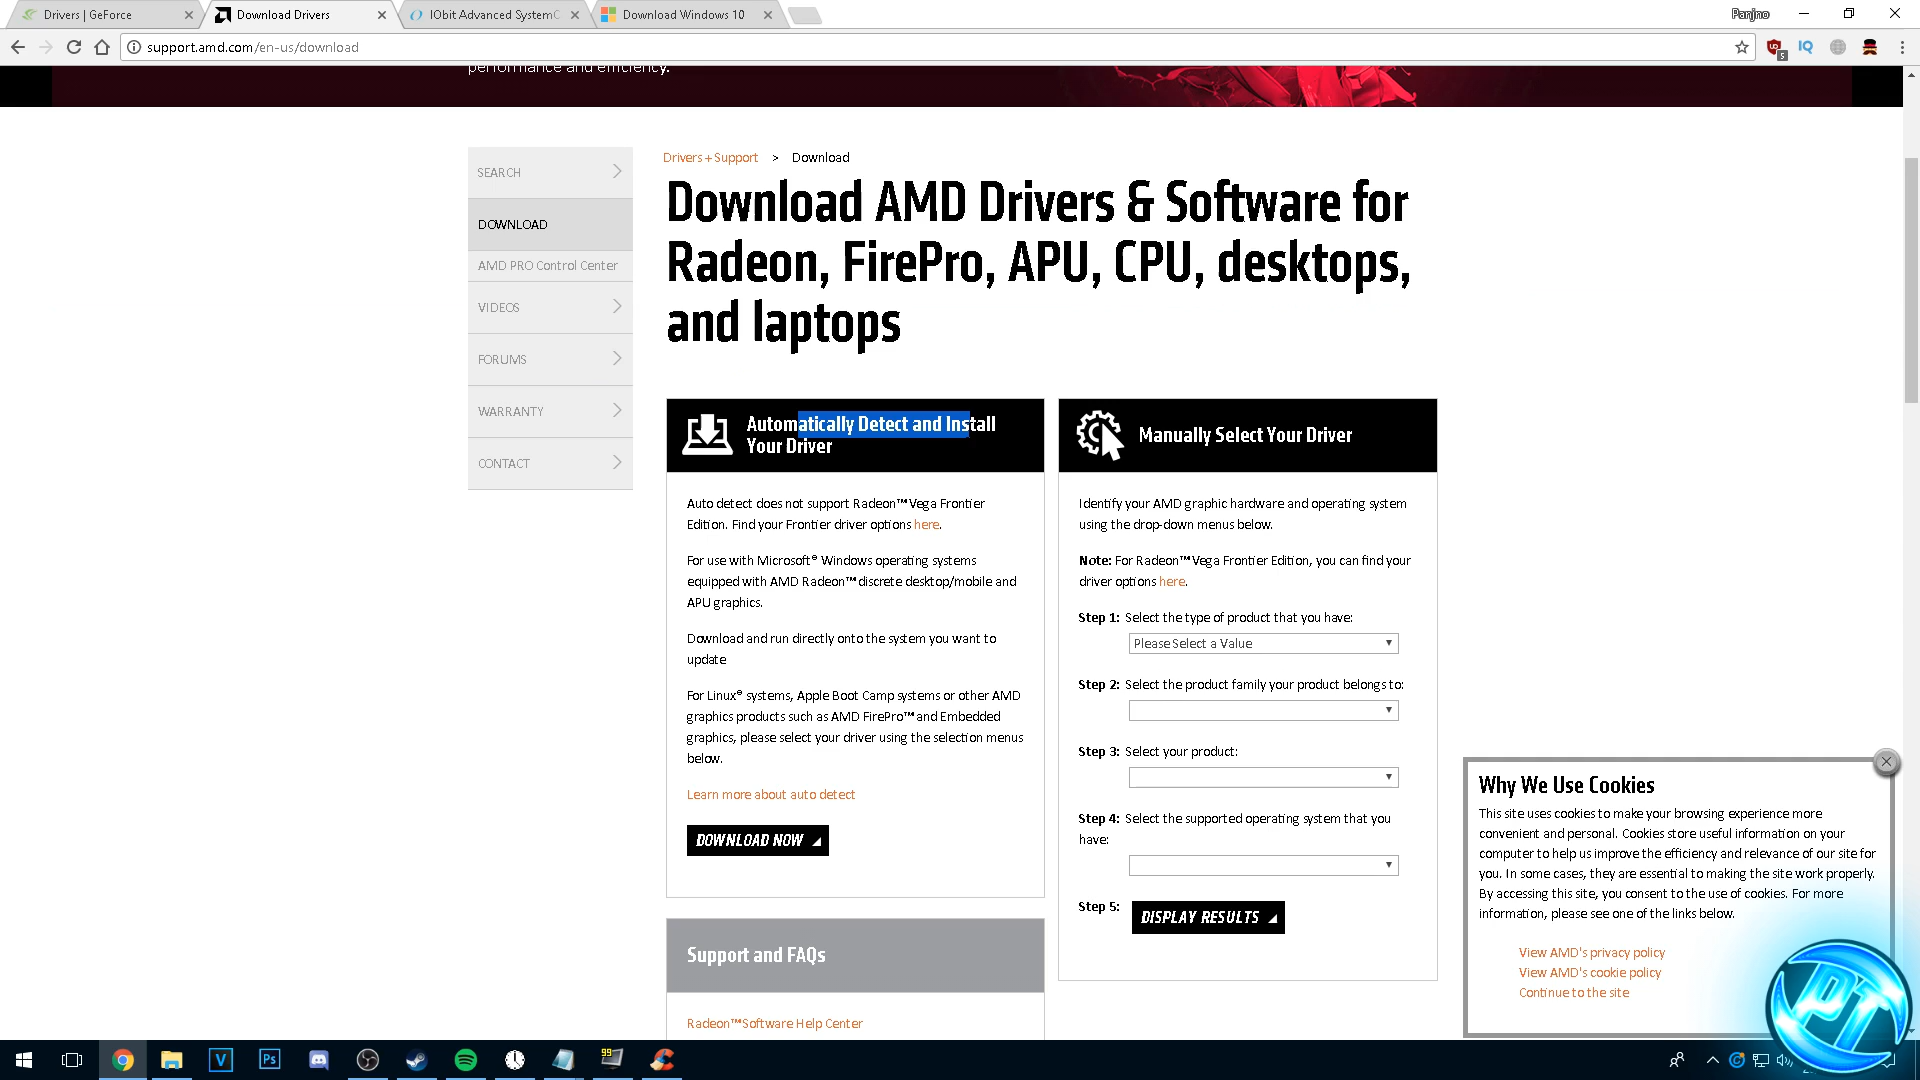 Drivers | GeForce
Download Drivers
IObit Advanced SystemC
Download Windows 10
Panjno
support.amd.com/en-us/download
performance and efficiency.
SEARCH
DOWNLOAD
AMD PRO Control Center
VIDEOS
FORUMS
WARRANTY
CONTACT
Drivers + Support > Download
Download AMD Drivers & Software for
Radeon, FirePro, APU, CPU, desktops,
and laptops
Automatically Detect and Install
Your Driver
Auto detect does not support Radeon™ Vega Frontier
Edition. Find your Frontier driver options here.
For use with Microsoft® Windows operating systems
equipped with AMD Radeon™ discrete desktop/mobile and
APU graphics.
Download and run directly onto the system you want to
update
For Linux® systems, Apple Boot Camp systems or other AMD
graphics products such as AMD FirePro™ and Embedded
graphics, please select your driver using the selection menus
below.
Learn more about auto detect
DOWNLOAD NOW
Support and FAQs
Radeon™ Software Help Center
Manually Select Your Driver
Identify your AMD graphic hardware and operating system
using the drop-down menus below.
Note: For Radeon™ Vega Frontier Edition, you can find your
driver options here.
Step 1: Select the type of product that you have:
Please Select a Value
Step 2: Select the product family your product belongs to:
Step 3: Select your product:
Step 4: Select the supported operating system that you
have:
Step 5:
DISPLAY RESULTS
Why We Use Cookies
This site uses cookies to make your browsing experience more
convenient and personal. Cookies store useful information on your
computer to help us improve the efficiency and relevance of our site for
you. In some cases, they are essential to making the site work properly.
By accessing this site, you consent to the use of cookies. For more
information, please see one of the links below.
View AMD's privacy policy
View AMD's cookie policy
Continue to the site
PT
IQ
5
V
Ps
99